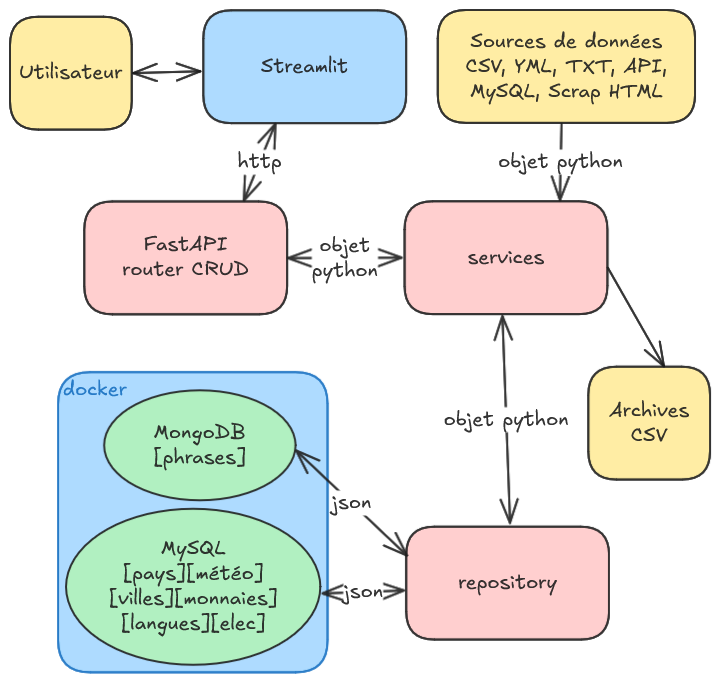 Utilisateur
Streamlit
Sources de données
CSV, YML, TXT, API,
MySQL, Scrap HTML
http
objet python
FastAPI
router CRUD
objet
python
services
docker
MongoDB
[phrases]
objet python
Archives
CSV
json
MySQL
[pays][météo]
[villes][monnaies]
[langues][elec]
json
repository